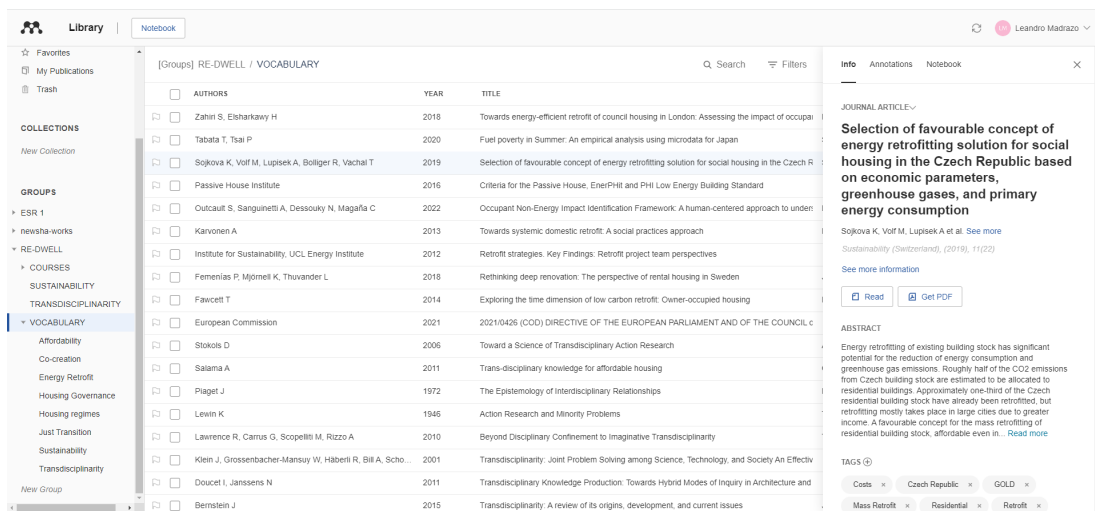 Library
Notebook
LM
Leandro Madrazo
Favorites
My Publications
Trash
COLLECTIONS
New Collection
GROUPS
ESR 1
newsha-works
RE-DWELL
COURSES
SUSTAINABILITY
TRANSDISCIPLINARITY
VOCABULARY
Affordability
Co-creation
Energy Retrofit
Housing Governance
Housing regimes
Just Transition
Sustainability
Transdisciplinarity
New Group
[Groups] RE-DWELL / VOCABULARY
Search
Filters
AUTHORS YEAR TITLE
Zahiri S, Elsharkawy H 2018 Towards energy-efficient retrofit of council housing in London: Assessing the impact of occupa
Tabata T, Tsai P 2020 Fuel poverty in Summer: An empirical analysis using microdata for Japan
Sojkova K, Volf M, Lupisek A, Bolliger R, Vachal T 2019 Selection of favourable concept of energy retrofitting solution for social housing in the Czech R
Passive House Institute 2016 Criteria for the Passive House, EnerPHit and PHI Low Energy Building Standard
Outcault S, Sanguinetti A, Dessouky N, Magaña C 2022 Occupant Non-Energy Impact Identification Framework: A human-centered approach to under
Karvonen A 2013 Towards systemic domestic retrofit: A social practices approach
Institute for Sustainability, UCL Energy Institute 2012 Retrofit strategies. Key Findings: Retrofit project team perspectives
Femenías P, Mjörnell K, Thuvander L 2018 Rethinking deep renovation: The perspective of rental housing in Sweden
Fawcett T 2014 Exploring the time dimension of low carbon retrofit: Owner-occupied housing
European Commission 2021 2021/0426 (COD) DIRECTIVE OF THE EUROPEAN PARLIAMENT AND OF THE COUNCIL
Stokols D 2006 Toward a Science of Transdisciplinary Action Research
Salama A 2011 Trans-disciplinary knowledge for affordable housing
Piaget J 1972 The Epistemology of Interdisciplinary Relationships
Lewin K 1946 Action Research and Minority Problems
Lawrence R, Carrus G, Scopelliti M, Rizzo A 2010 Beyond Disciplinary Confinement to Imaginative Transdisciplinarity
Klein J, Grossenbacher-Mansuy W, Häberli R, Bill A, Scho... 2001 Transdisciplinarity: Joint Problem Solving among Science, Technology, and Society An Effectiv
Doucet I, Janssens N 2011 Transdisciplinary Knowledge Production: Towards Hybrid Modes of Inquiry in Architecture and
Bernstein J 2015 Transdisciplinarity: A review of its origins, development, and current issues
Info Annotations Notebook
JOURNAL ARTICLE
Selection of favourable concept of
energy retrofitting solution for social
housing in the Czech Republic based
on economic parameters,
greenhouse gases, and primary
energy consumption
Sojkova K, Volf M, Lupisek A et al. See more
Sustainability (Switzerland), (2019), 11(22)
See more information
Read Get PDF
ABSTRACT
Energy retrofitting of existing building stock has significant
potential for the reduction of energy consumption and
greenhouse gas emissions. Roughly half of the CO2 emissions
from Czech building stock are estimated to be allocated to
residential buildings. Approximately one-third of the Czech
residential building stock have already been retrofitted, but
retrofitting mostly takes place in large cities due to greater
income. A favourable concept for the mass retrofitting of
residential building stock, affordable even in... Read more
TAGS
Costs × Czech Republic × GOLD ×
Mass Retrofit × Residential × Retrofit ×